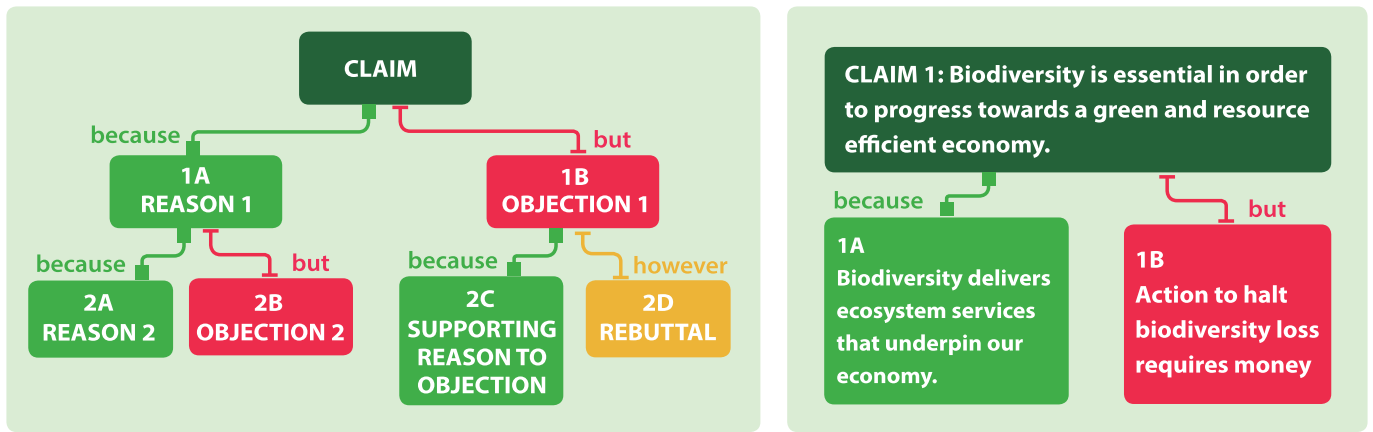 CLAIM
because
but
1A
REASON 1
1B
OBJECTION 1
because
but
because
however
2A
REASON 2
2B
OBJECTION 2
2C
SUPPORTING
REASON TO
OBJECTION
2D
REBUTTAL
CLAIM 1: Biodiversity is essential in order
to progress towards a green and resource
efficient economy.
because
but
1A
Biodiversity delivers
ecosystem services
that underpin our
economy.
1B
Action to halt
biodiversity loss
requires money